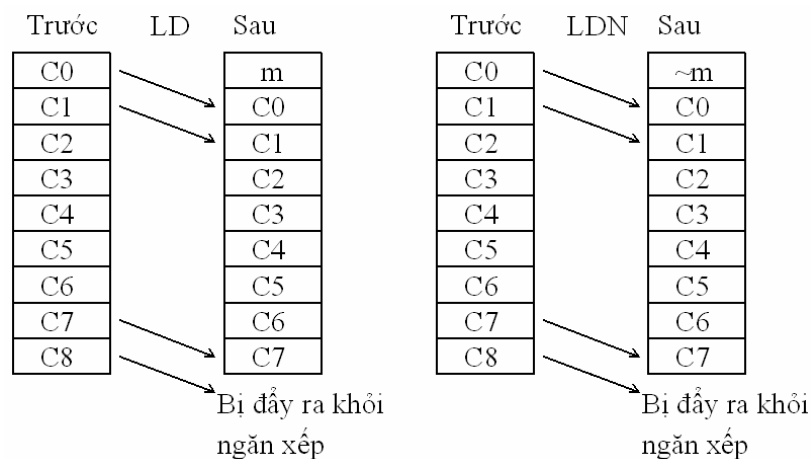 Trước LD Sau Trước LDN Sau
C0 m C0 ~m
C1 C0 C1 C0
C2 C1 C2 C1
C3 C2 C3 C2
C4 C3 C4 C3
C5 C4 C5 C4
C6 C5 C6 C5
C7 C6 C7 C6
C8 C7 C8 C7
Bị đẩy ra khỏi Bị đẩy ra khỏi
ngăn xếp ngăn xếp